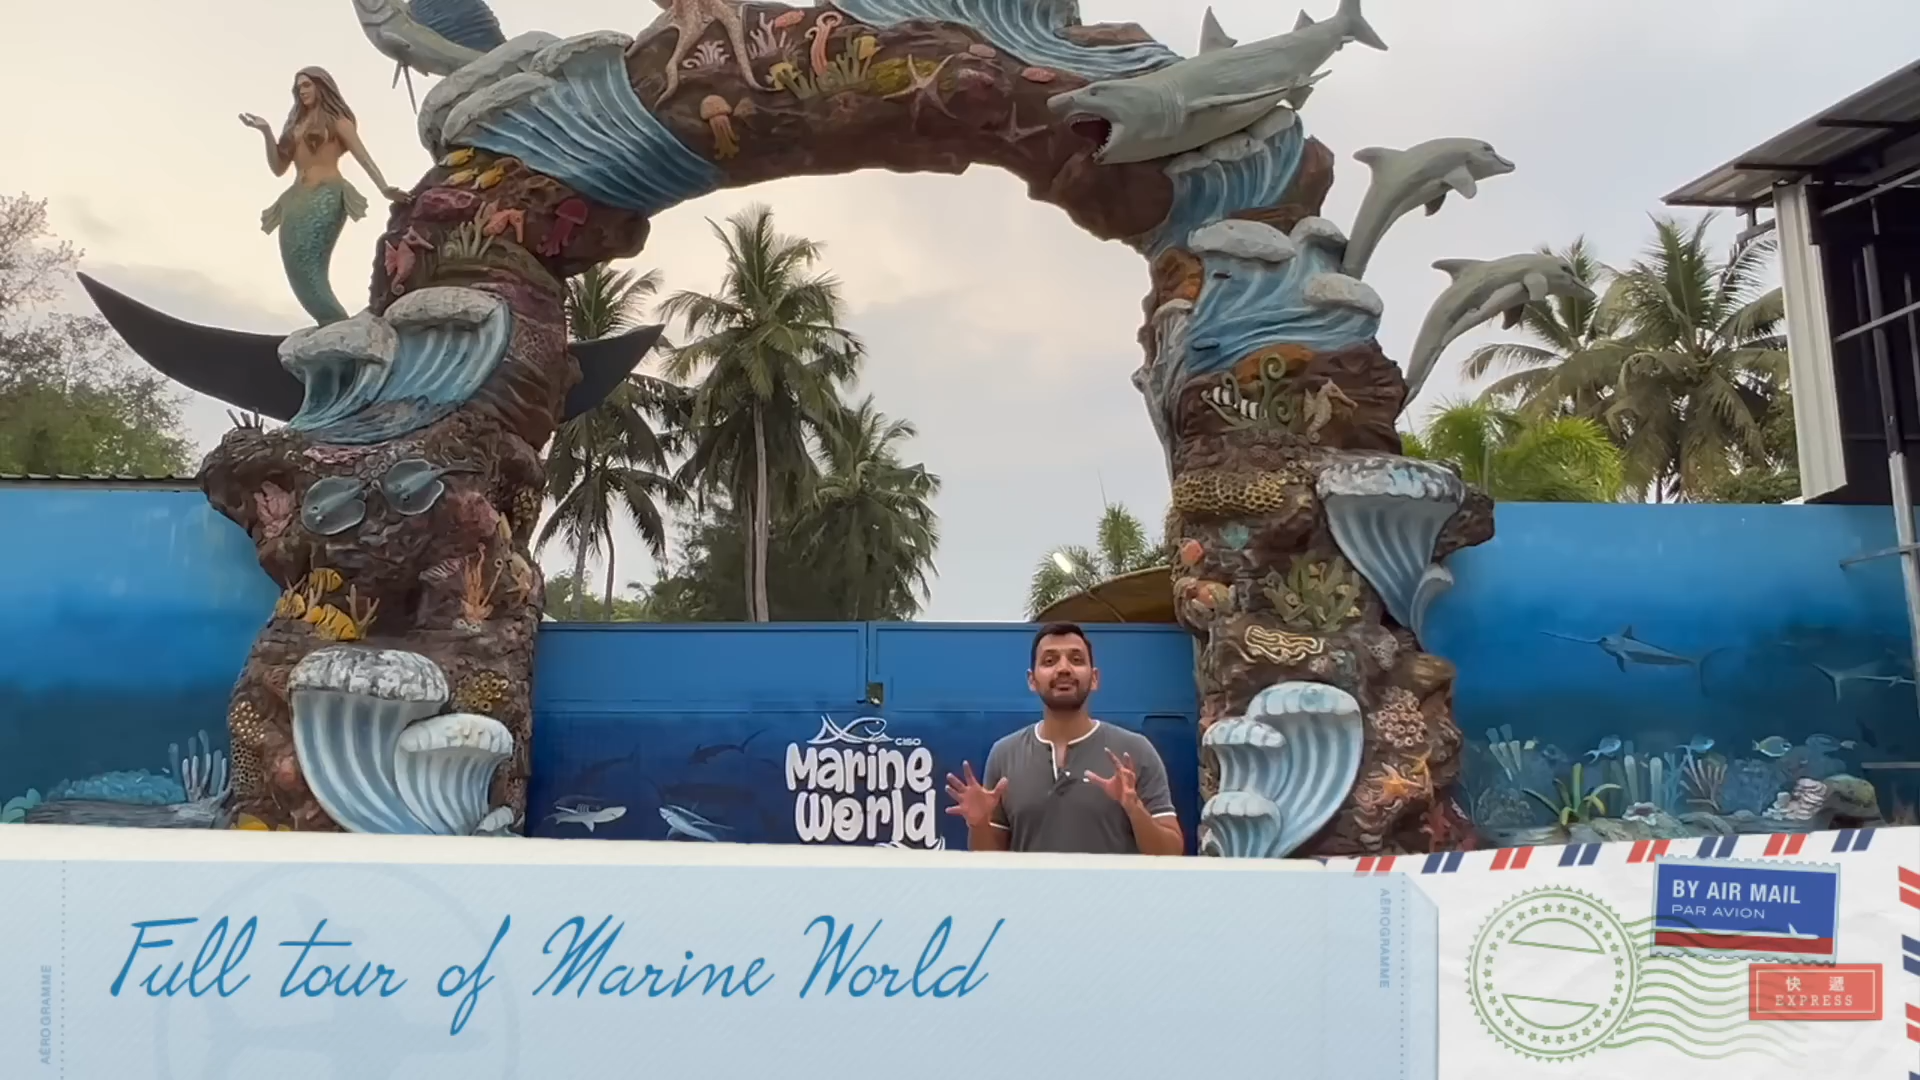 CISO
Marine
World
Full tour of Marine World
AÉROGRAMME
AÉROGRAMME
BY AIR MAIL
PAR AVION
快 遞
EXPRESS